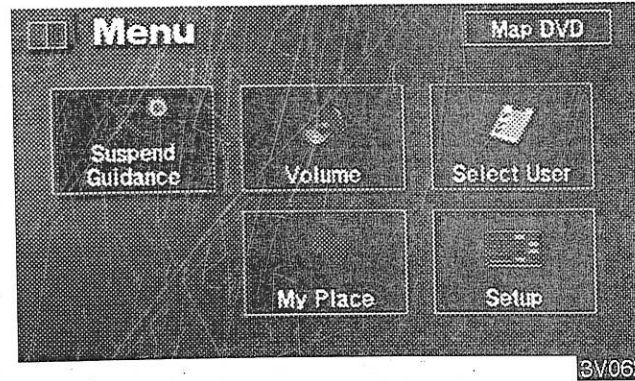 Menu
Map DVD
Suspend
Guidance
Volume
Select User
My Place
Setup
3V06